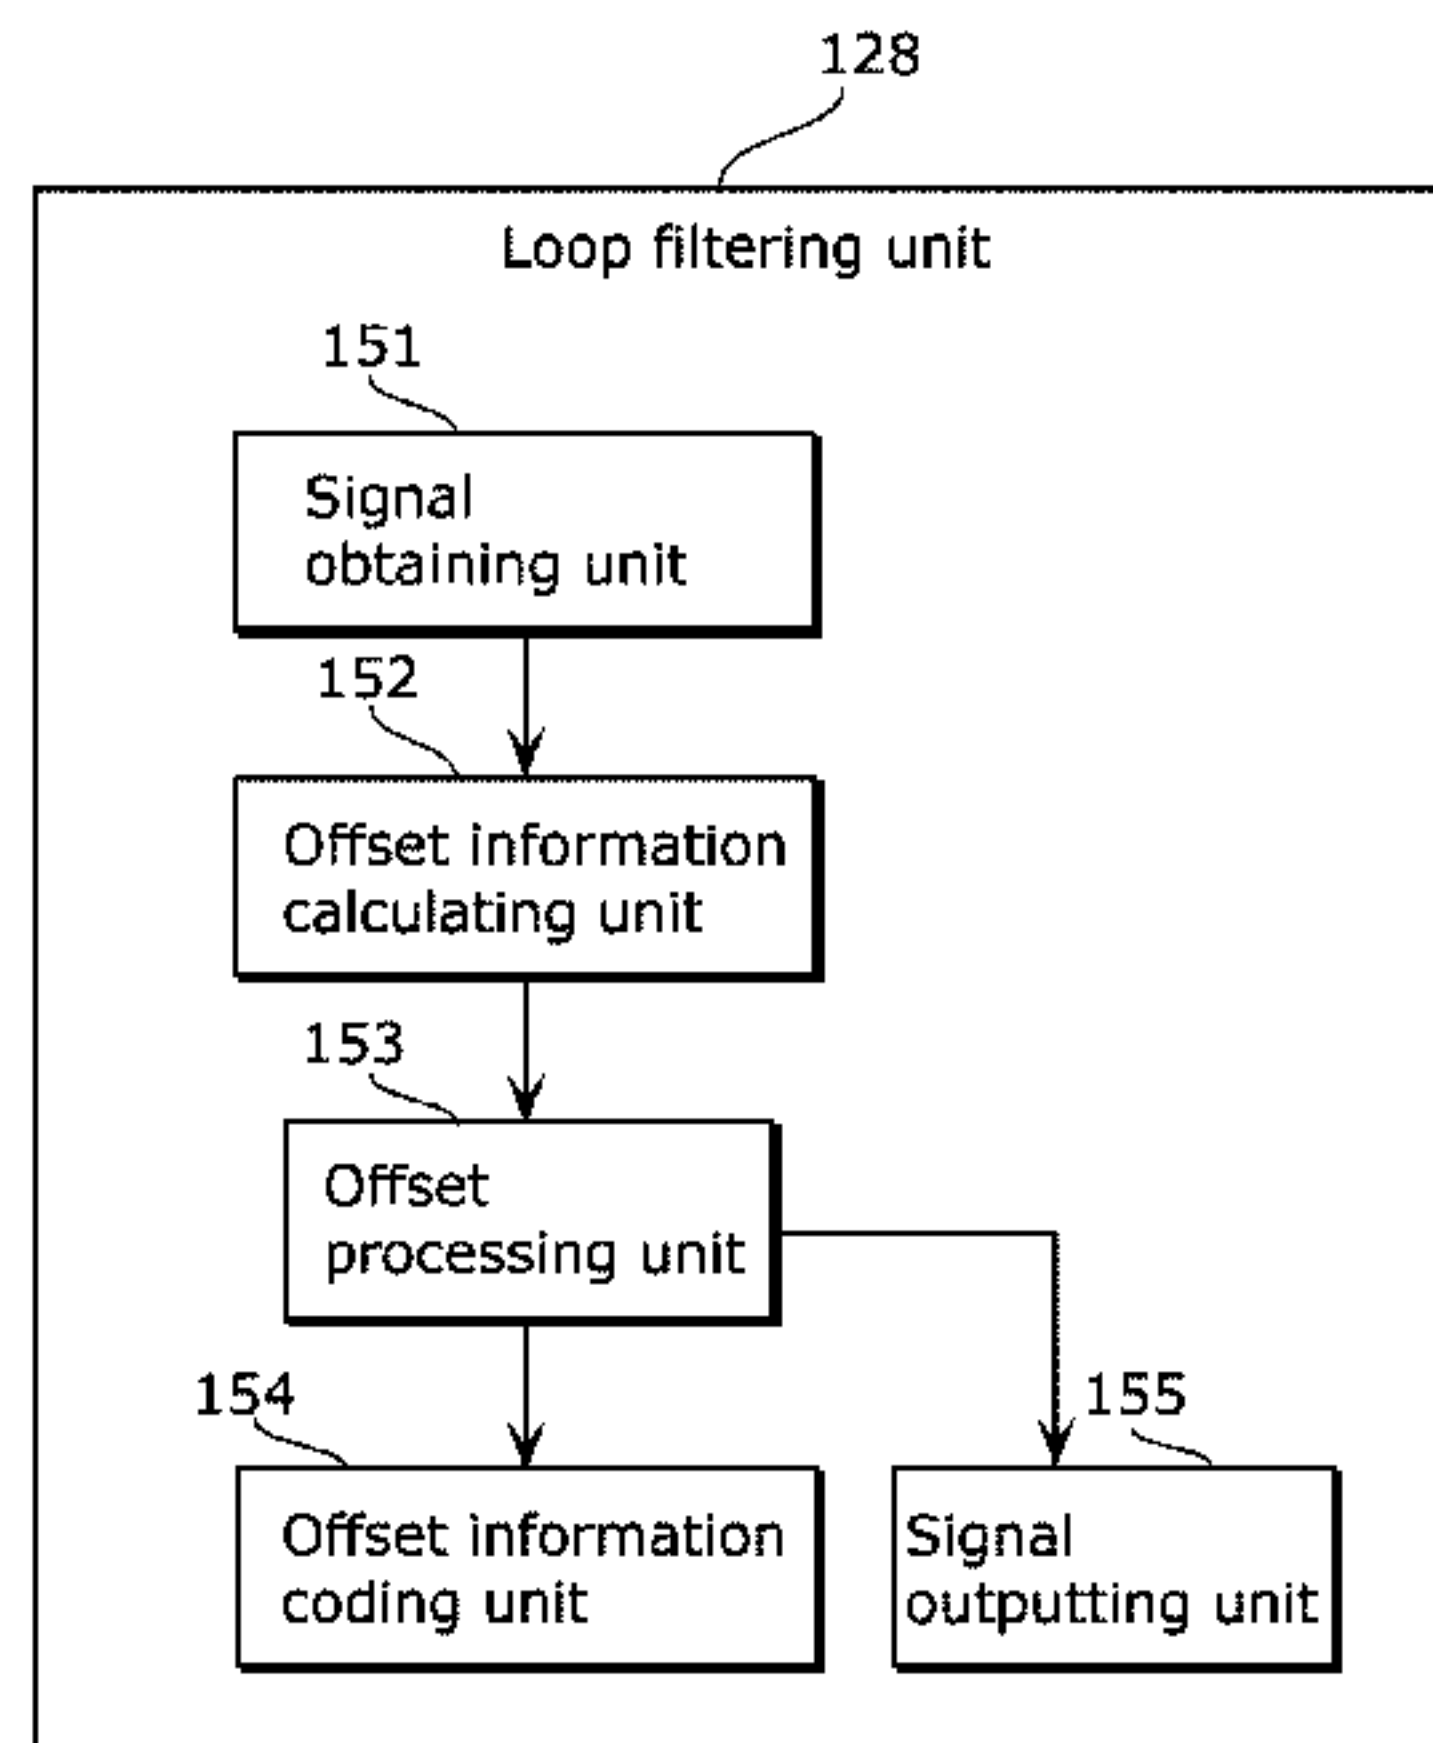 128
Loop filtering unit
151
Signal
obtaining unit
152
Offset information
calculating unit
153
Offset
processing unit
154
Offset information
coding unit
155
Signal
outputting unit